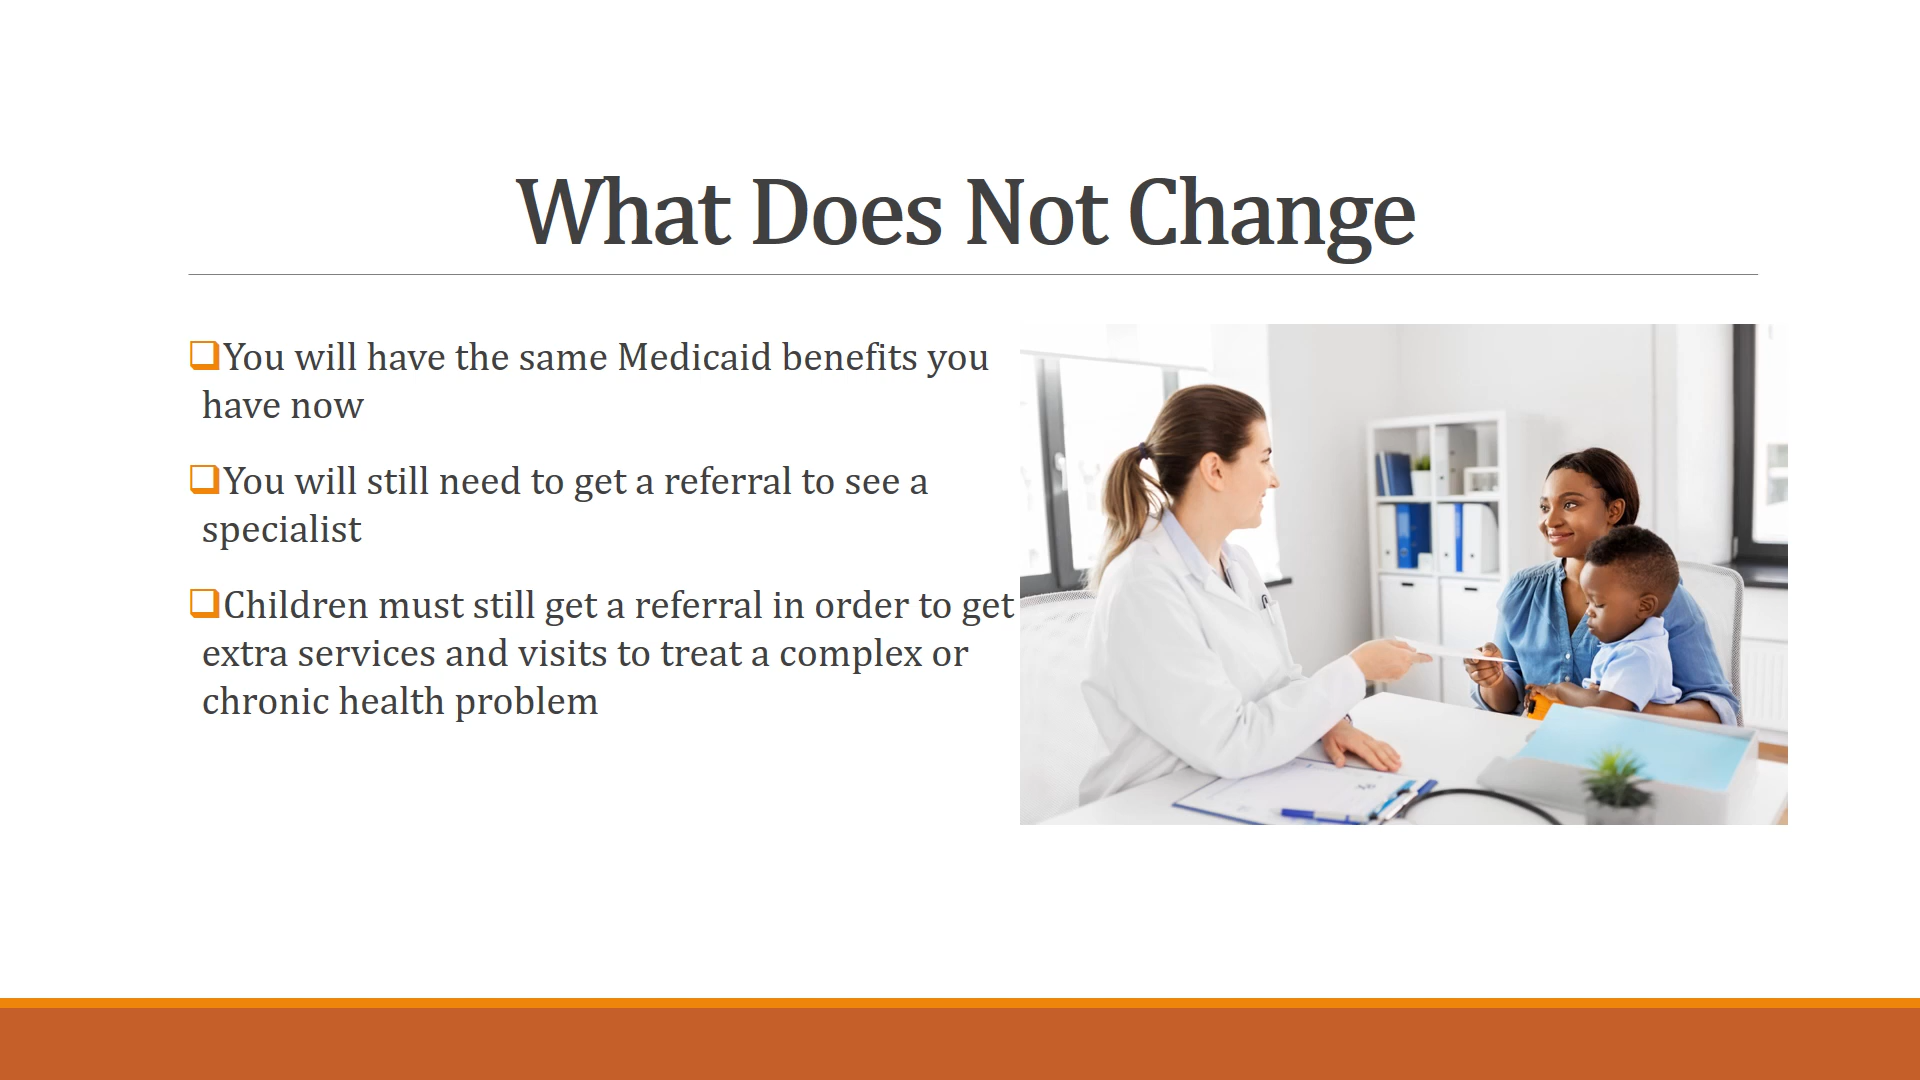 What Does Not Change
❑You will have the same Medicaid benefits you
have now
❑You will still need to get a referral to see a
specialist
❑Children must still get a referral in order to get
extra services and visits to treat a complex or
chronic health problem